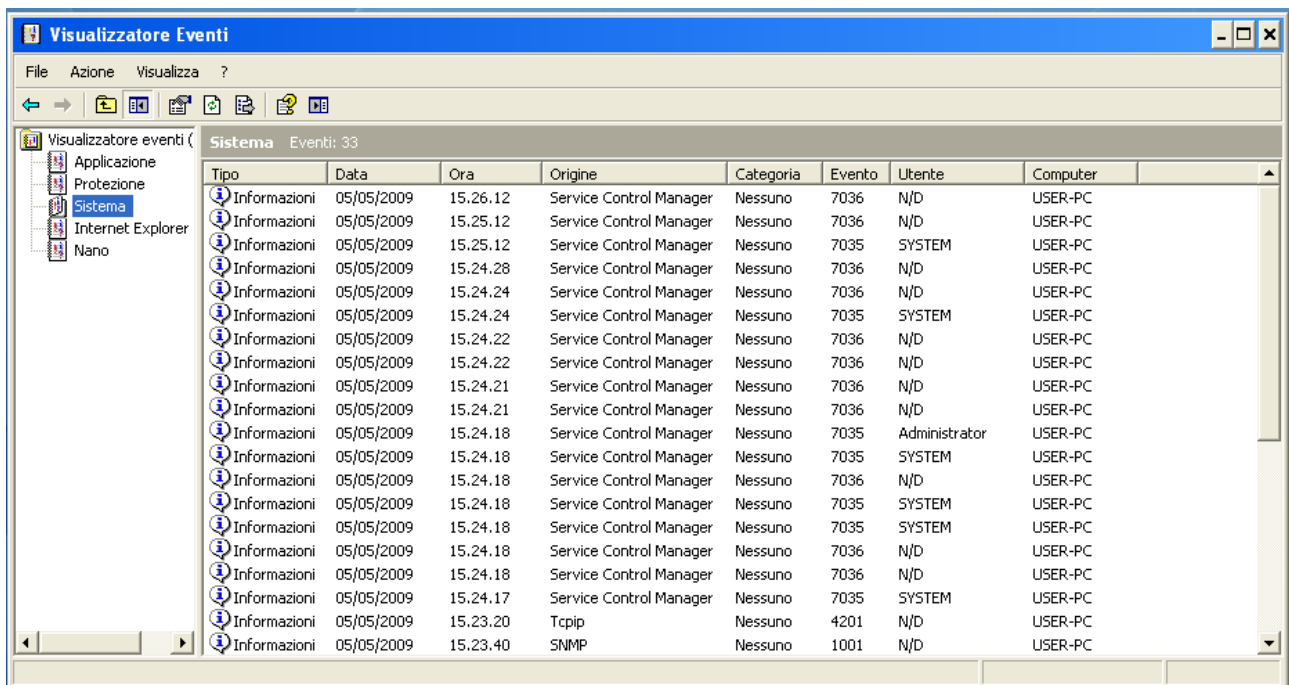 Visualizzatore Eventi
File Azione Visualizza ?
Visualizzatore eventi (
Applicazione
Protezione
Sistema
Internet Explorer
Nano
Sistema Eventi: 33
Tipo Data Ora Origine Categoria Evento Utente Computer
Informazioni 05/05/2009 15.26.12 Service Control Manager Nessuno 7036 N/D USER-PC
Informazioni 05/05/2009 15.25.12 Service Control Manager Nessuno 7036 N/D USER-PC
Informazioni 05/05/2009 15.25.12 Service Control Manager Nessuno 7035 SYSTEM USER-PC
Informazioni 05/05/2009 15.24.28 Service Control Manager Nessuno 7036 N/D USER-PC
Informazioni 05/05/2009 15.24.24 Service Control Manager Nessuno 7036 N/D USER-PC
Informazioni 05/05/2009 15.24.24 Service Control Manager Nessuno 7035 SYSTEM USER-PC
Informazioni 05/05/2009 15.24.22 Service Control Manager Nessuno 7036 N/D USER-PC
Informazioni 05/05/2009 15.24.22 Service Control Manager Nessuno 7036 N/D USER-PC
Informazioni 05/05/2009 15.24.21 Service Control Manager Nessuno 7036 N/D USER-PC
Informazioni 05/05/2009 15.24.21 Service Control Manager Nessuno 7036 N/D USER-PC
Informazioni 05/05/2009 15.24.18 Service Control Manager Nessuno 7035 Administrator USER-PC
Informazioni 05/05/2009 15.24.18 Service Control Manager Nessuno 7035 SYSTEM USER-PC
Informazioni 05/05/2009 15.24.18 Service Control Manager Nessuno 7036 N/D USER-PC
Informazioni 05/05/2009 15.24.18 Service Control Manager Nessuno 7035 SYSTEM USER-PC
Informazioni 05/05/2009 15.24.18 Service Control Manager Nessuno 7035 SYSTEM USER-PC
Informazioni 05/05/2009 15.24.18 Service Control Manager Nessuno 7036 N/D USER-PC
Informazioni 05/05/2009 15.24.18 Service Control Manager Nessuno 7036 N/D USER-PC
Informazioni 05/05/2009 15.24.17 Service Control Manager Nessuno 7035 SYSTEM USER-PC
Informazioni 05/05/2009 15.23.20 Tcpip Nessuno 4201 N/D USER-PC
Informazioni 05/05/2009 15.23.40 SNMP Nessuno 1001 N/D USER-PC